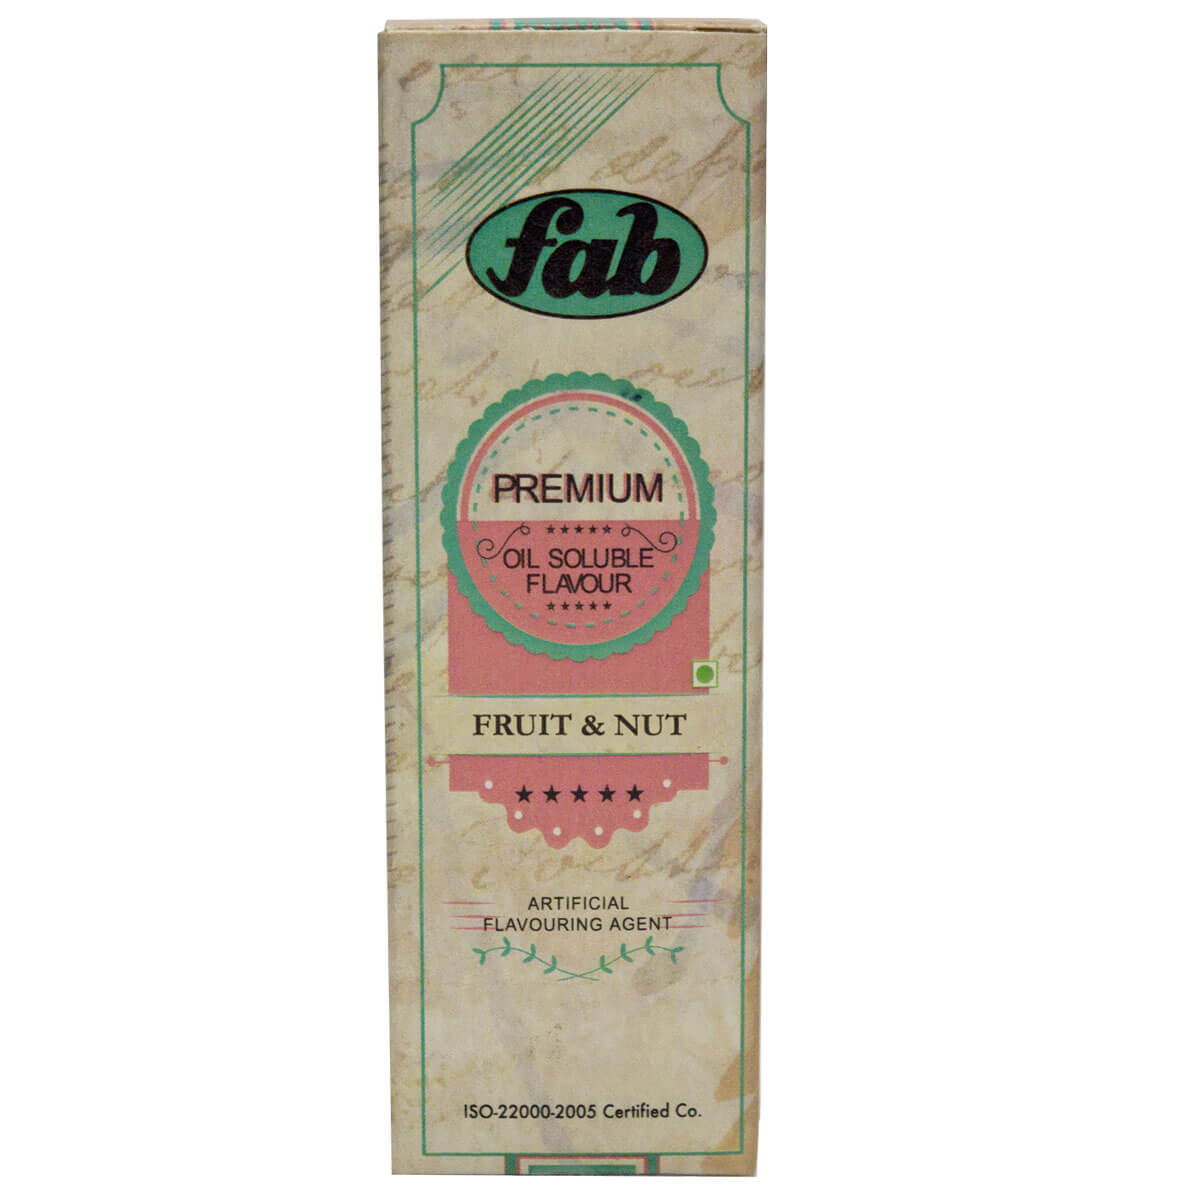 fab
PREMIUM
OIL SOLUBLE
FLAVOUR
FRUIT & NUT
ARTIFICIAL
FLAVOURING AGENT
ISO-22000-2005 Certified Co.